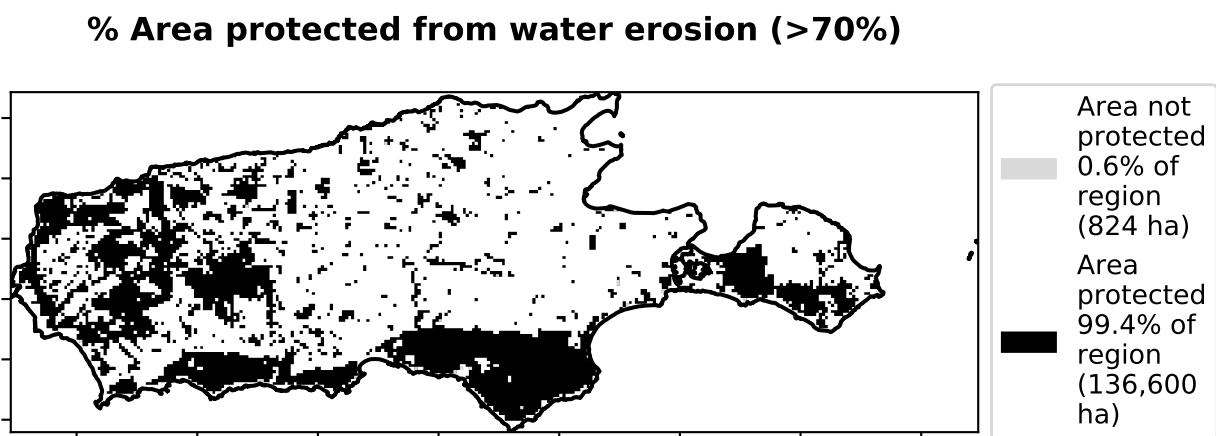 % Area protected from water erosion (>70%)
Area not
protected
0.6% of
region
(824 ha)
Area
protected
99.4% of
region
(136,600
ha)